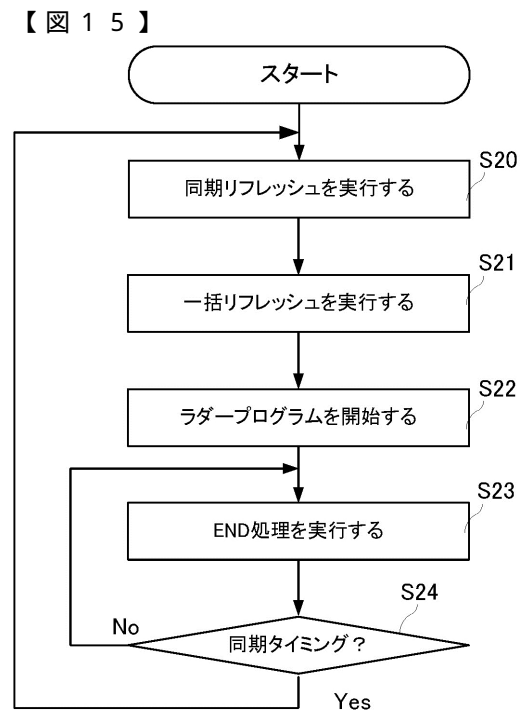 【図１５】
スタート
S20
同期リフレッシュを実行する
S21
一括リフレッシュを実行する
S22
ラダープログラムを開始する
S23
END処理を実行する
S24
同期タイミング？
No
Yes